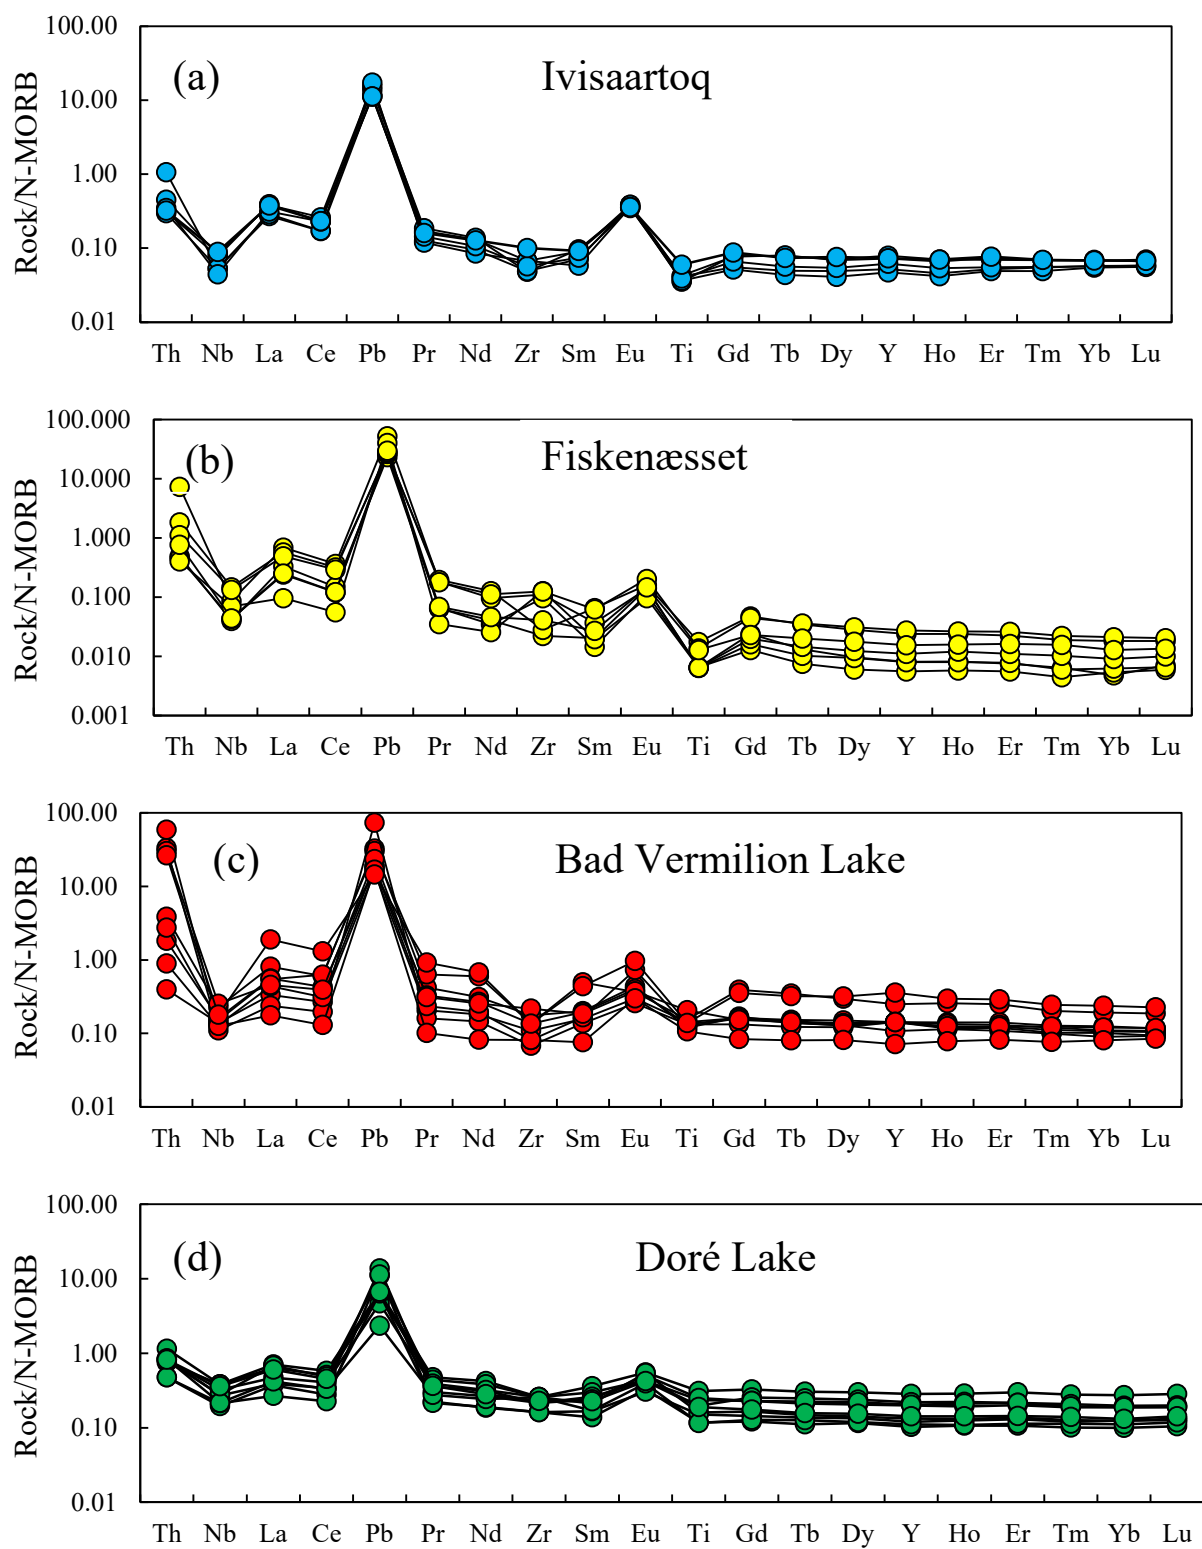 100.00
(a)
Ivisaartoq
10.00
1.00
0.10
0.01
Rock/N-MORB
Th Nb La Ce Pb Pr Nd Zr Sm Eu Ti Gd Tb Dy Y Ho Er Tm Yb Lu
100.000
(b)
Fiskenæsset
10.000
1.000
0.100
0.010
0.001
Rock/N-MORB
Th Nb La Ce Pb Pr Nd Zr Sm Eu Ti Gd Tb Dy Y Ho Er Tm Yb Lu
100.00
(c)
Bad Vermilion Lake
10.00
1.00
0.10
0.01
Rock/N-MORB
Th Nb La Ce Pb Pr Nd Zr Sm Eu Ti Gd Tb Dy Y Ho Er Tm Yb Lu
100.00
(d)
Doré Lake
10.00
1.00
0.10
0.01
Rock/N-MORB
Th Nb La Ce Pb Pr Nd Zr Sm Eu Ti Gd Tb Dy Y Ho Er Tm Yb Lu